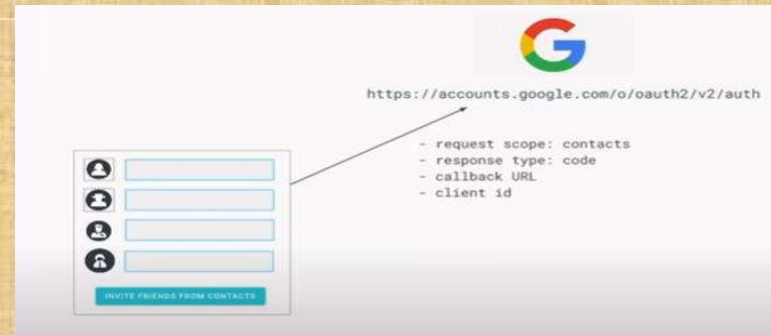 https://accounts.google.com/o/oauth2/v2/auth
- request scope: contacts
- response type: code
- callback URL
- client id
INVITE FRIENDS FROM CONTACTS